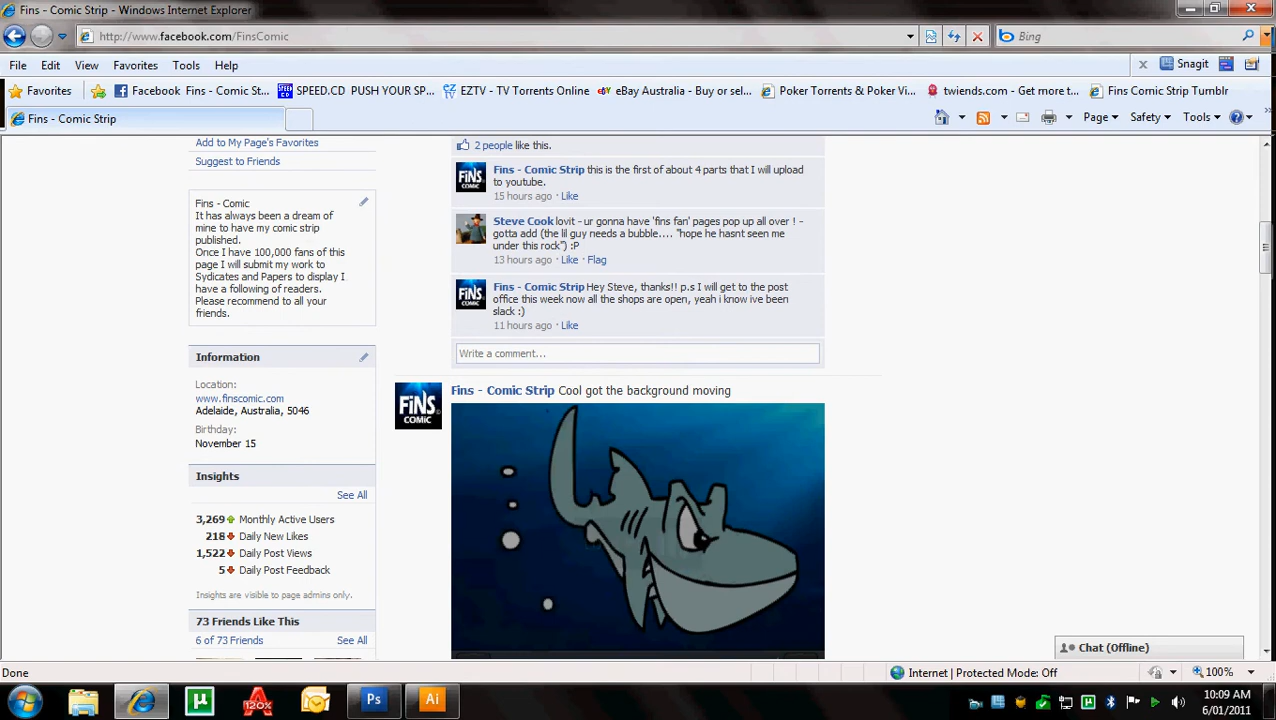 Fins - Comic Strip - Windows Internet Explorer
http://www.facebook.com/FinsComic
Bing
File Edit View Favorites Tools Help
Snagit
Favorites
Facebook Fins - Comic St...
SPEED.CD PUSH YOUR SP...
EZTV - TV Torrents Online
eBay Australia - Buy or sel...
Poker Torrents & Poker Vi...
twiends.com - Get more t...
Fins Comic Strip Tumblr
Fins - Comic Strip
Page Safety Tools
Add to My Page's Favorites
Suggest to Friends
Fins - Comic
It has always been a dream of
mine to have my comic strip
published.
Once I have 100,000 fans of this
page I will submit my work to
Sydicates and Papers to display I
have a following of readers.
Please recommend to all your
friends.
Information
Location:
www.finscomic.com
Adelaide, Australia, 5046
Birthday:
November 15
Insights
See All
3,269 Monthly Active Users
218 Daily New Likes
1,522 Daily Post Views
5 Daily Post Feedback
Insights are visible to page admins only.
73 Friends Like This
6 of 73 Friends See All
2 people like this.
FiNS COMIC
Fins - Comic Strip this is the first of about 4 parts that I will upload
to youtube.
15 hours ago · Like
Steve Cook lovit - ur gonna have 'fins fan' pages pop up all over ! -
gotta add (the lil guy needs a bubble.... "hope he hasnt seen me
under this rock") :P
13 hours ago · Like · Flag
FiNS COMIC
Fins - Comic Strip Hey Steve, thanks!! p.s I will get to the post
office this week now all the shops are open, yeah i know ive been
slack :)
11 hours ago · Like
Write a comment...
FiNS
COMIC
Fins - Comic Strip Cool got the background moving
Chat (Offline)
Done
Internet | Protected Mode: Off
100%
120%
Ps
Ai
10:09 AM
6/01/2011